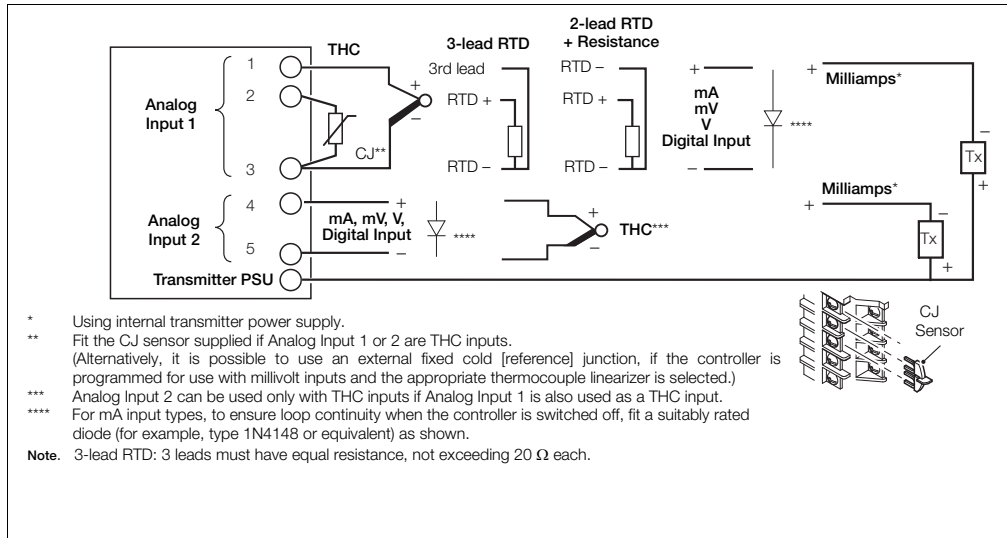 THC
3-lead RTD
2-lead RTD
+ Resistance
Analog
Input 1
1
2
3
+
–
CJ**
3rd lead
RTD +
RTD –
RTD –
RTD +
RTD –
+
mA
mV
V
Digital Input
–
****
+
Milliamps*
–
Tx
+
Milliamps*
+
–
Tx
+
Analog
Input 2
4
5
+
mA, mV, V,
Digital Input
–
****
+
–
THC***
Transmitter PSU
CJ
Sensor
* Using internal transmitter power supply.
** Fit the CJ sensor supplied if Analog Input 1 or 2 are THC inputs.
(Alternatively, it is possible to use an external fixed cold [reference] junction, if the controller is
programmed for use with millivolt inputs and the appropriate thermocouple linearizer is selected.)
*** Analog Input 2 can be used only with THC inputs if Analog Input 1 is also used as a THC input.
**** For mA input types, to ensure loop continuity when the controller is switched off, fit a suitably rated
diode (for example, type 1N4148 or equivalent) as shown.
Note. 3-lead RTD: 3 leads must have equal resistance, not exceeding 20 Ω each.